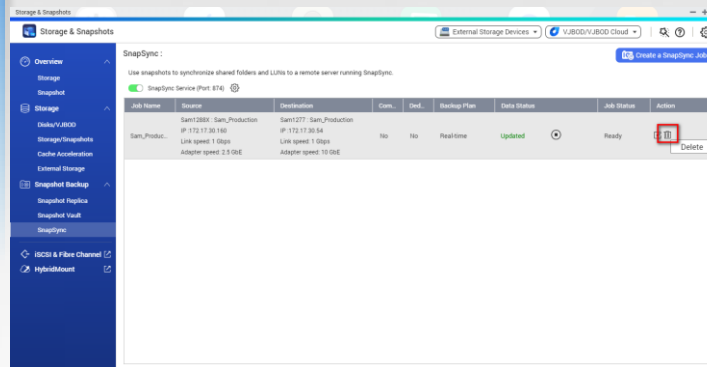 Storage & Snapshots
Storage & Snapshots
External Storage Devices
VJBOD/VJBOD Cloud
Overview
Storage
Snapshot
Storage
Disks/VJBOD
Storage/Snapshots
Cache Acceleration
External Storage
Snapshot Backup
Snapshot Replica
Snapshot Vault
SnapSync
iSCSI & Fibre Channel
HybridMount
SnapSync :
Create a SnapSync Job
Use snapshots to synchronize shared folders and LUNs to a remote server running SnapSync.
SnapSync Service (Port: 874)
Job Name Source Destination Com... Ded... Backup Plan Data Status Job Status Action
Sam_Produc...
Sam1288X : Sam_Production
IP :172.17.30.160
Link speed: 1 Gbps
Adapter speed: 2.5 GbE
Sam1277 : Sam_Production
IP :172.17.30.54
Link speed: 1 Gbps
Adapter speed: 10 GbE
No No Real-time Updated Ready
Delete